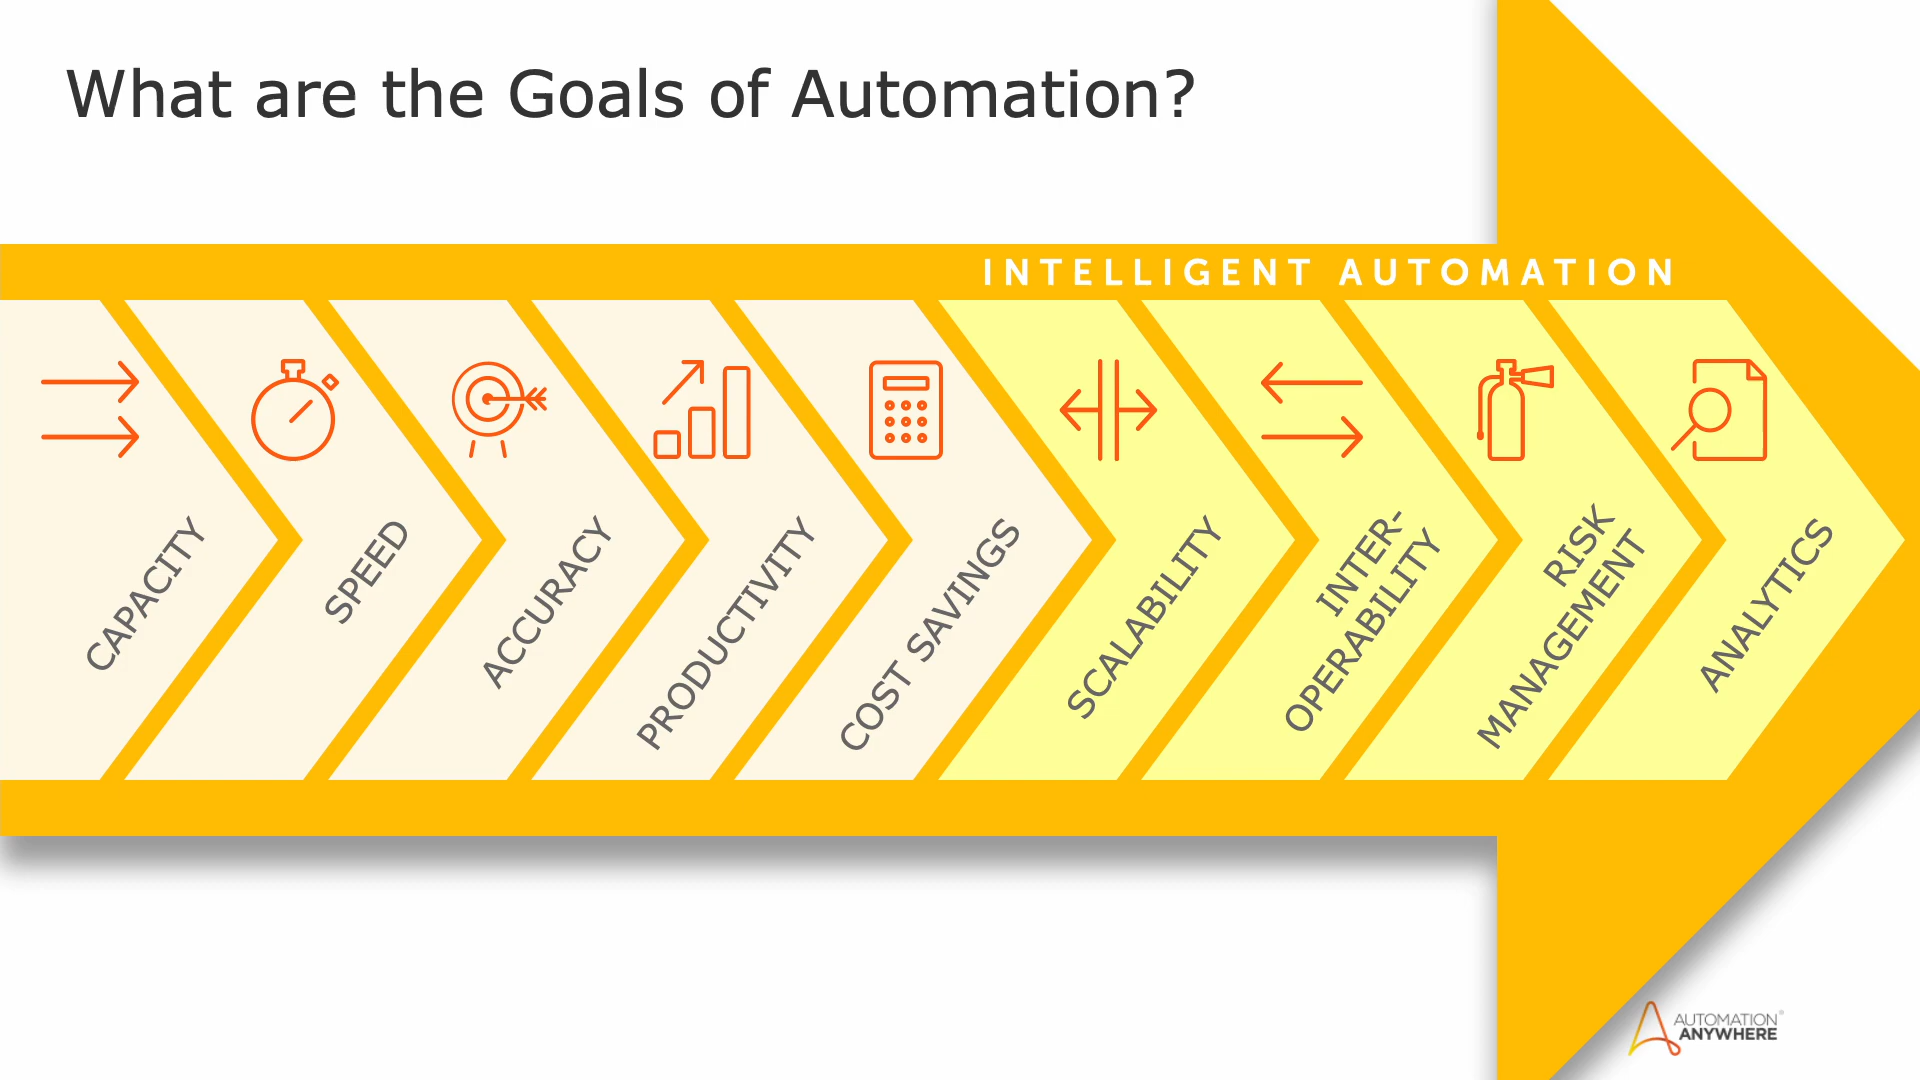 What are the Goals of Automation?
INTELLIGENT AUTOMATION
CAPACITY
SPEED
ACCURACY
PRODUCTIVITY
COST SAVINGS
SCALABILITY
INTER-
OPERABILITY
RISK
MANAGEMENT
ANALYTICS
AUTOMATION®
ANYWHERE